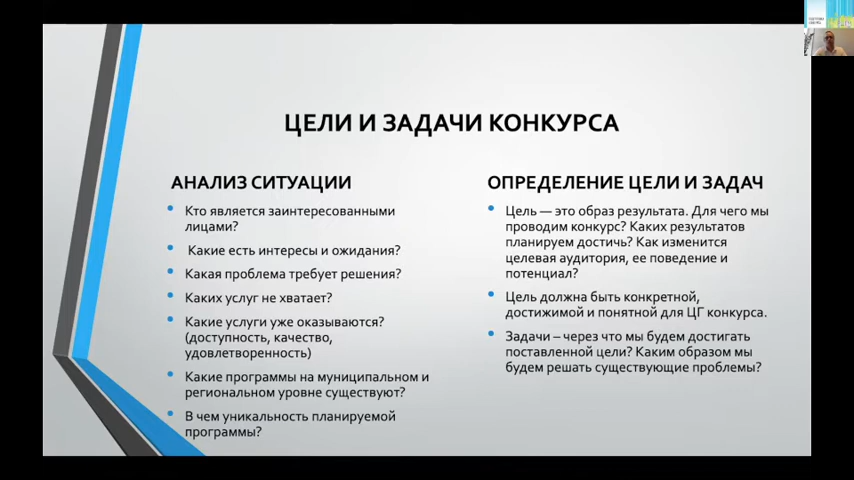 ЦЕЛИ И ЗАДАЧИ КОНКУРСА
АНАЛИЗ СИТУАЦИИ
Кто является заинтересованными
лицами?
Какие есть интересы и ожидания?
Какая проблема требует решения?
Каких услуг не хватает?
Какие услуги уже оказываются?
(доступность, качество,
удовлетворенность)
Какие программы на муниципальном и
региональном уровне существуют?
В чем уникальность планируемой
программы?
ОПРЕДЕЛЕНИЕ ЦЕЛИ И ЗАДАЧ
Цель — это образ результата. Для чего мы
проводим конкурс? Каких результатов
планируем достичь? Как изменится
целевая аудитория, ее поведение и
потенциал?
Цель должна быть конкретной,
достижимой и понятной для ЦГ конкурса.
Задачи – через что мы будем достигать
поставленной цели? Каким образом мы
будем решать существующие проблемы?